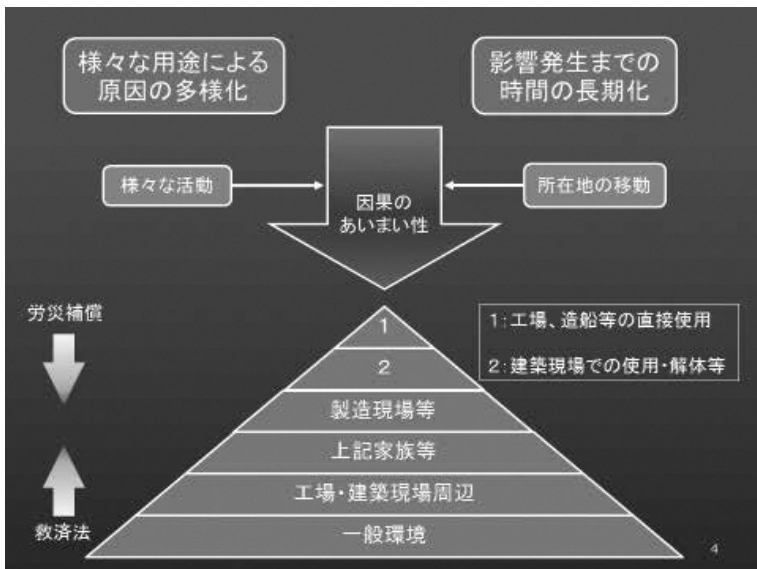 様々な用途による
原因の多様化
影響発生までの
時間の長期化
様々な活動
因果の
あいまい性
所在地の移動
労災補償
1
2
製造現場等
上記家族等
工場・建築現場周辺
一般環境
1:工場、造船等の直接使用
2:建築現場での使用・解体等
救済法
4